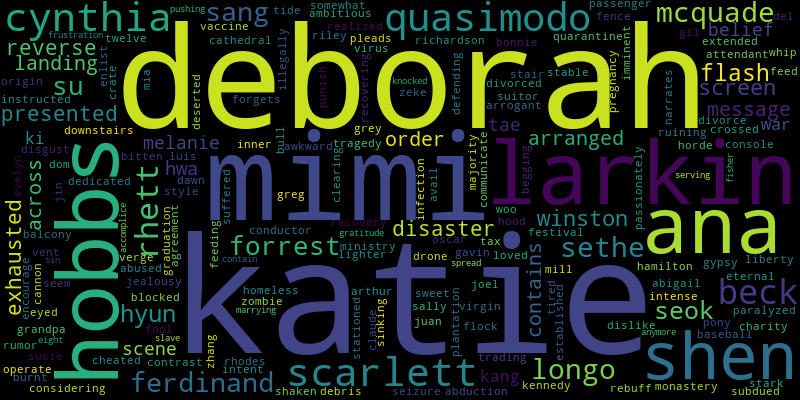 cynthia
sang
tide
pushing
somewhat
ambitious
quasimodo
passenger
fence
mcquade
del
frustration
twelve
vaccine
cathedral
riley
realized
pleads
virus
richardson
bonnie
quarantine
gil
belief
reverse
landing
deborah
extended
attendant
whip
flash
feed
su
origin
instructed
presented
enlist
crete
mia
deserted
forgets
illegally
punish
recovering
zeke
knocked
defending
stair
stable
divorced
suitor
arrogant
pregnancy
imminent
narrates
screen
message
ruining
divorce
war
crossed
console
horde
downstairs
ki
disgust
melanie
inner
bull
grey
awkward
tragedy
order
tae
majority
communicate
arranged
begging
passionately
bitten
luis
hwa
dom
dedicated
dawn
style
mimi
larkin
serving
fisher
evelyn
across
jin
hobbs
rhett
accomplice
graduation
agreement
suffered
greg
clearing
infection
avail
woo
hood
winston
festival
ana
exhausted
balcony
feeding
conductor
recovery
gratitude
disaster
oscar
tax
loved
vent
sin
verge
forrest
ministry
lighter
drone
gavin
spread
sethe
gypsy
liberty
encourage
cannon
seem
abused
jealousy
contain
katie
contains
mill
tired
established
hamilton
abigail
eternal
beck
eyed
blocked
homeless
zombie
arthur
sweet
joel
intense
paralyzed
grandpa
hyun
fool
marrying
stationed
claude
sinking
sally
juan
plantation
virgin
flock
seok
pony
charity
dislike
baseball
anymore
rumor
eight
slave
scene
susie
cheated
contrast
zhang
rhodes
intent
scarlett
trading
longo
shen
operate
burnt
ferdinand
kang
kennedy
rebuff
monastery
stark
considering
shaken
debris
seizure
abduction
subdued